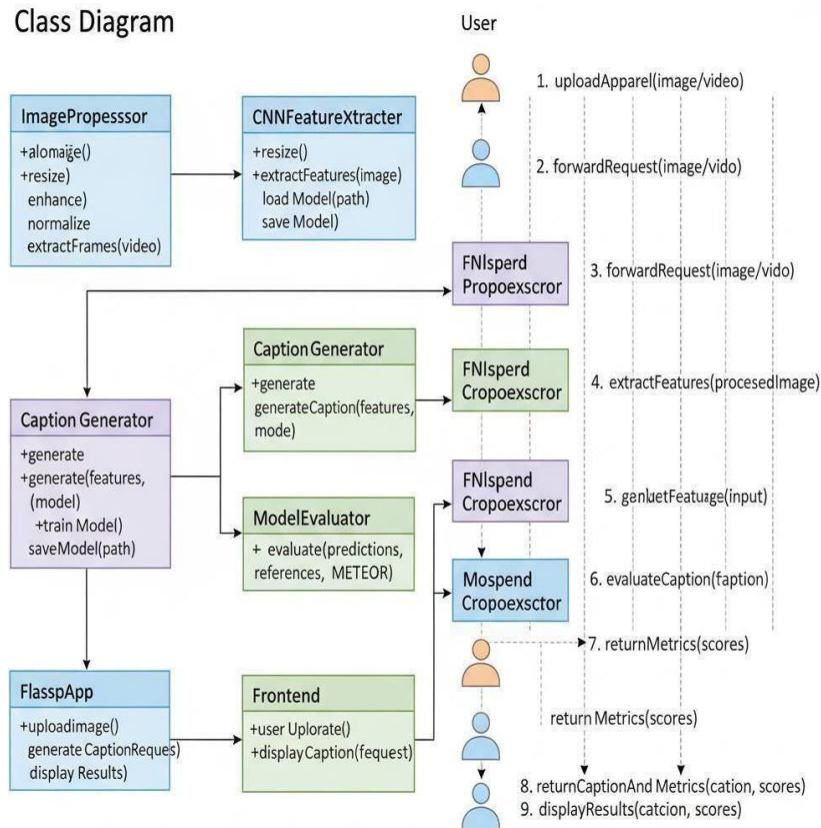 Class Diagram
User
ImagePropesssor
+alomaige()
+resize)
enhance)
normalize
extractFrames(video)
CNNFeatureXtracter
+resize()
+extractFeatures(image)
load Model(path)
save Model)
1. uploadApparel(image/video)
2. forwardRequest(image/vido)
FNIsperd
Propoexscror
3. forwardRequest(image/vido)
Caption Generator
+generate
generateCaption(features,
mode)
FNIsperd
Cropoexscror
4. extractFeatures(procesedImage)
Caption Generator
+generate
+generate(features,
(model)
+train Model()
saveModel(path)
FNIspend
Cropoexscror
5. genluetFeatuage(input)
ModelEvaluator
+ evaluate(predictions,
references, METEOR)
Mospend
Cropoexsctor
6. evaluateCaption(faption)
7. returnMetrics(scores)
FlasspApp
+uploadimage()
generate CaptionReques)
display Results)
Frontend
+user Uplorate()
+displayCaption(fequest)
return Metrics(scores)
8. returnCaptionAnd Metrics(cation, scores)
9. displayResults(catcion, scores)